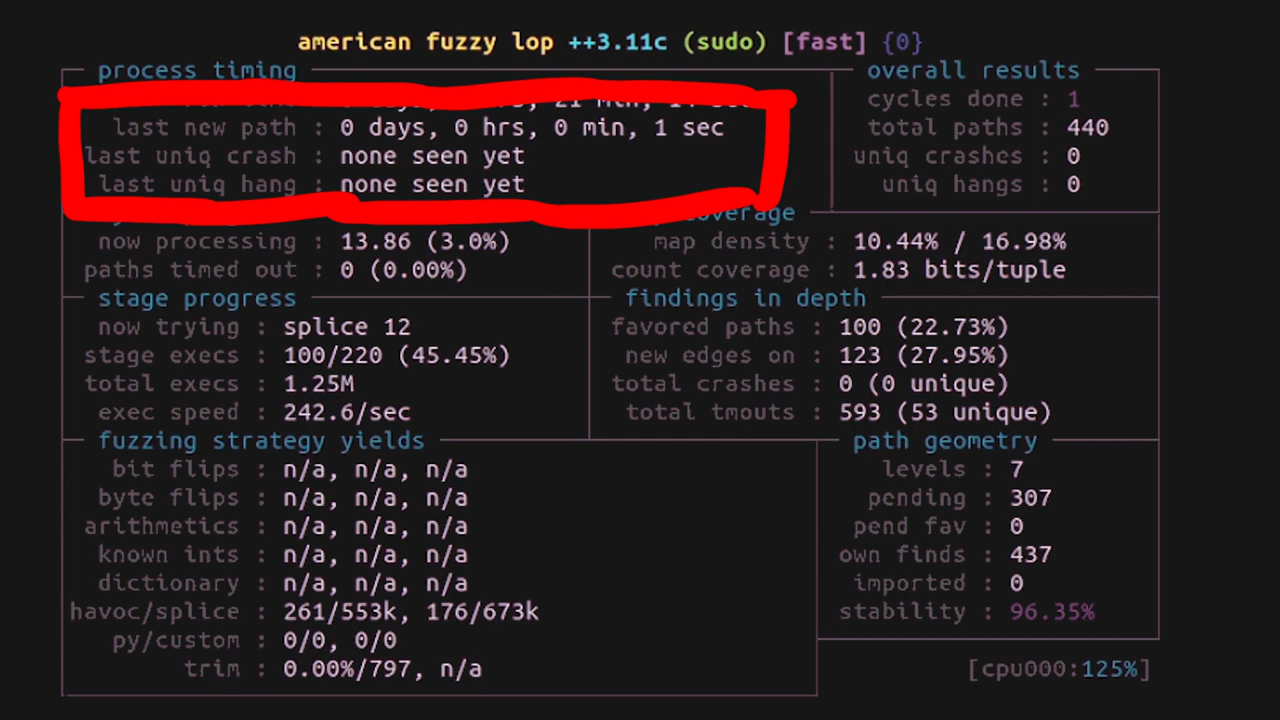 american fuzzy lop ++3.11c (sudo) [fast] {0}
process timing
overall results
21 min,
cycles done : 1
last new path : 0 days, 0 hrs, 0 min, 1 sec
total paths : 440
last uniq crash : none seen yet
uniq crashes : 0
last uniq hang : none seen yet
uniq hangs : 0
coverage
now processing : 13.86 (3.0%)
map density : 10.44% / 16.98%
paths timed out : 0 (0.00%)
count coverage : 1.83 bits/tuple
stage progress
findings in depth
now trying : splice 12
favored paths : 100 (22.73%)
stage execs : 100/220 (45.45%)
new edges on : 123 (27.95%)
total execs : 1.25M
total crashes : 0 (0 unique)
exec speed : 242.6/sec
total tmouts : 593 (53 unique)
fuzzing strategy yields
path geometry
bit flips : n/a, n/a, n/a
levels : 7
byte flips : n/a, n/a, n/a
pending : 307
arithmetics : n/a, n/a, n/a
pend fav : 0
known ints : n/a, n/a, n/a
own finds : 437
dictionary : n/a, n/a, n/a
imported : 0
havoc/splice : 261/553k, 176/673k
stability : 96.35%
py/custom : 0/0, 0/0
trim : 0.00%/797, n/a
[cpu000:125%]